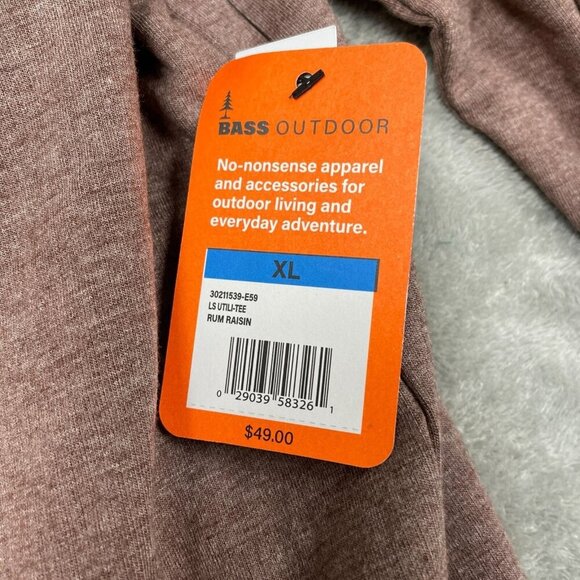 BASS OUTDOOR
No-nonsense apparel
and accessories for
outdoor living and
everyday adventure.
XL
30211539-E59
LS UTILI-TEE
RUM RAISIN
0 29039 58326 1
$49.00